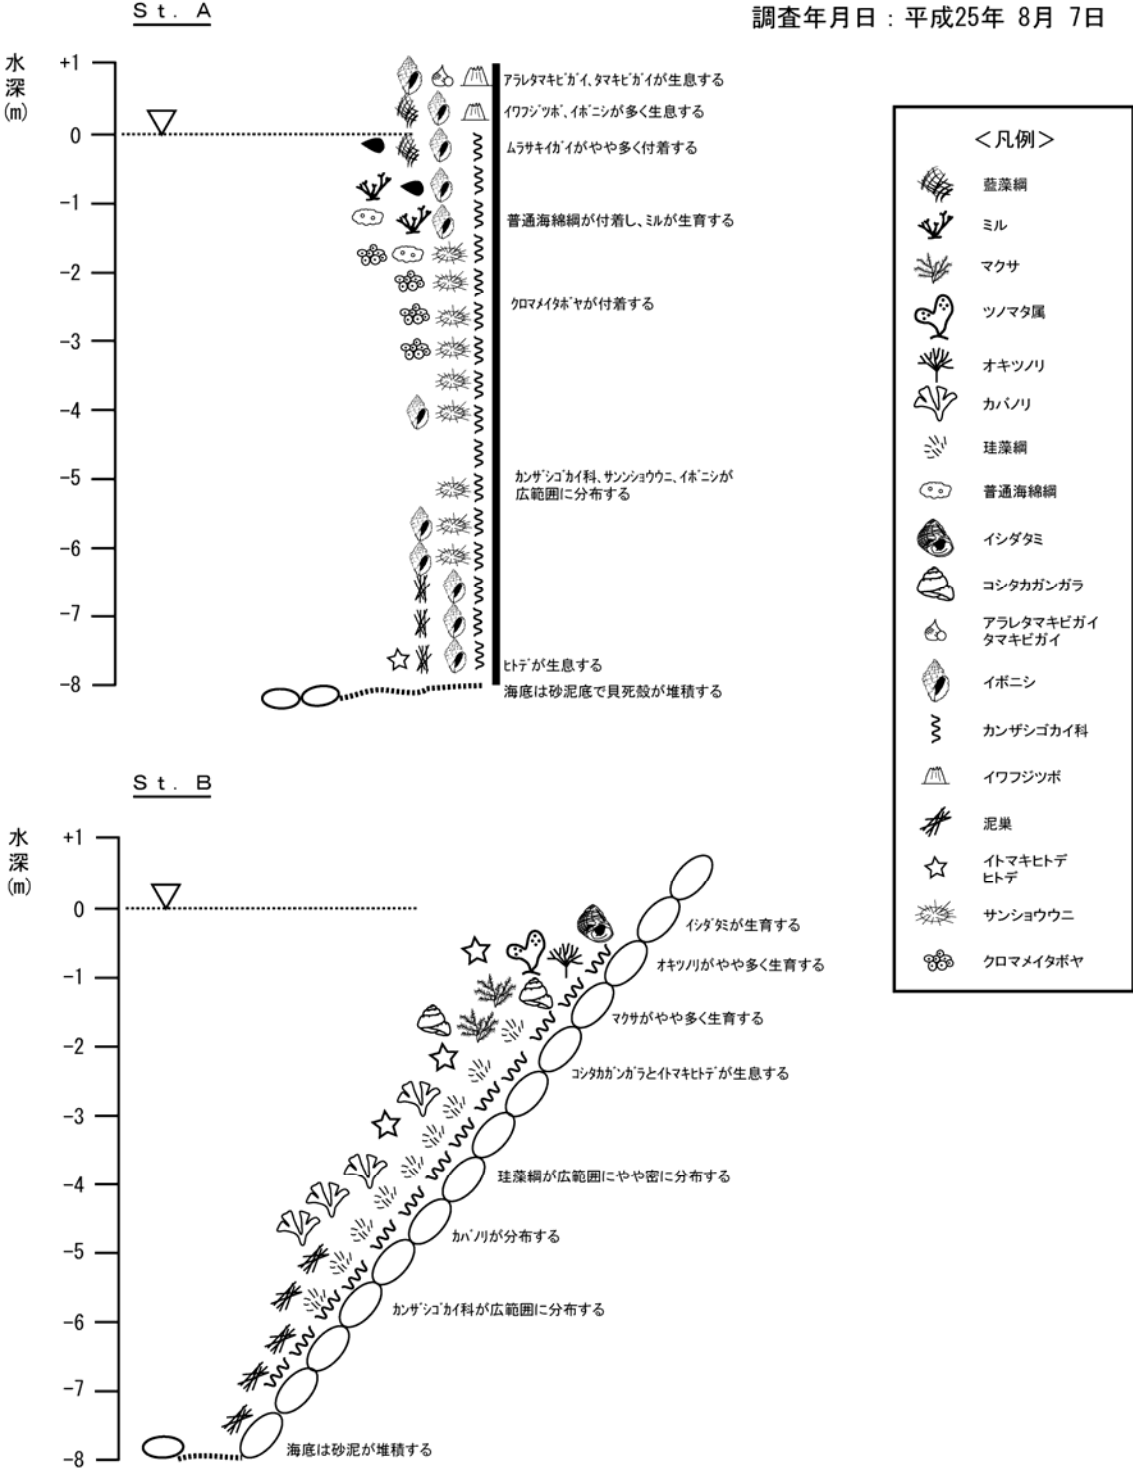 St. A
調査年月日：平成25年 8月 7日
水深(m)
+1
0
-1
-2
-3
-4
-5
-6
-7
-8
ｱﾗﾚﾀﾏｷﾋﾞｶﾞｲ､ﾀﾏｷﾋﾞｶﾞｲが生息する
ｲﾜﾌｼﾞﾂﾎﾞ､ｲﾎﾞﾆｼが多く生息する
ﾑﾗｻｷｲｶﾞｲがやや多く付着する
普通海綿綱が付着し､ﾐﾙが生育する
ｸﾛﾏﾒｲﾀﾎﾞﾔが付着する
ｶﾝｻﾞｼｺﾞｶｲ科､ｻﾝﾝｼｮｳｳﾆ､ｲﾎﾞﾆｼが
広範囲に分布する
ﾋﾄﾃﾞが生息する
海底は砂泥底で貝死殻が堆積する
＜凡例＞
藍藻綱
ミル
マクサ
ツノマタ属
オキツノリ
カバノリ
珪藻綱
普通海綿綱
イシダタミ
コシタカガンガラ
アラレタマキビガイ
タマキビガイ
イボニシ
カンザシゴカイ科
イワフジツボ
泥巣
イトマキヒトデ
ヒトデ
サンショウウニ
クロマメイタボヤ
St. B
水深(m)
+1
0
-1
-2
-3
-4
-5
-6
-7
-8
ｲｼﾀﾞﾀﾐが生育する
ｵｷﾂﾉﾘがやや多く生育する
ﾏｸｻがやや多く生育する
ｺｼﾀｶｶﾞﾝｶﾞﾗとｲﾄﾏｷﾋﾄﾃﾞが生息する
珪藻綱が広範囲にやや密に分布する
ｶﾊﾞﾉﾘが分布する
ｶﾝｻﾞｼｺﾞｶｲ科が広範囲に分布する
海底は砂泥が堆積する